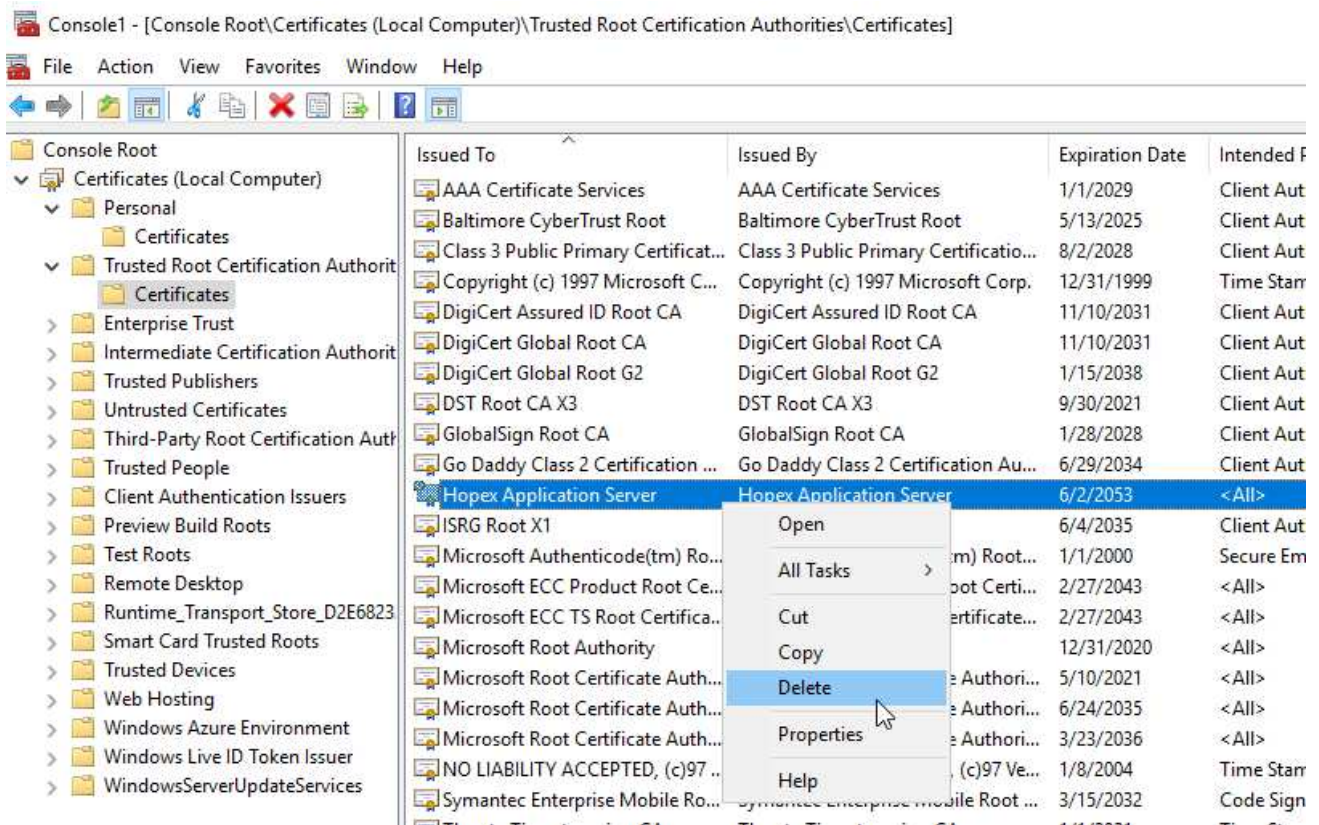 Console1 - [Console Root\Certificates (Local Computer)\Trusted Root Certification Authorities\Certificates]
File Action View Favorites Window Help
Console Root
Certificates (Local Computer)
Personal
Certificates
Trusted Root Certification Authorit
Certificates
Enterprise Trust
Intermediate Certification Authorit
Trusted Publishers
Untrusted Certificates
Third-Party Root Certification Auth
Trusted People
Client Authentication Issuers
Preview Build Roots
Test Roots
Remote Desktop
Runtime_Transport_Store_D2E6823
Smart Card Trusted Roots
Trusted Devices
Web Hosting
Windows Azure Environment
Windows Live ID Token Issuer
WindowsServerUpdateServices
Issued To Issued By Expiration Date Intended P
AAA Certificate Services AAA Certificate Services 1/1/2029 Client Aut
Baltimore CyberTrust Root Baltimore CyberTrust Root 5/13/2025 Client Aut
Class 3 Public Primary Certificat... Class 3 Public Primary Certificatio... 8/2/2028 Client Aut
Copyright (c) 1997 Microsoft C... Copyright (c) 1997 Microsoft Corp. 12/31/1999 Time Stam
DigiCert Assured ID Root CA DigiCert Assured ID Root CA 11/10/2031 Client Aut
DigiCert Global Root CA DigiCert Global Root CA 11/10/2031 Client Aut
DigiCert Global Root G2 DigiCert Global Root G2 1/15/2038 Client Aut
DST Root CA X3 DST Root CA X3 9/30/2021 Client Aut
GlobalSign Root CA GlobalSign Root CA 1/28/2028 Client Aut
Go Daddy Class 2 Certification ... Go Daddy Class 2 Certification Au... 6/29/2034 Client Aut
Hopex Application Server Hopex Application Server 6/2/2053 <All>
ISRG Root X1 6/4/2035 Client Aut
Microsoft Authenticode(tm) Ro... m) Root... 1/1/2000 Secure Em
Microsoft ECC Product Root Ce... oot Certi... 2/27/2043 <All>
Microsoft ECC TS Root Certifica... ertificate... 2/27/2043 <All>
Microsoft Root Authority 12/31/2020 <All>
Microsoft Root Certificate Auth... e Authori... 5/10/2021 <All>
Microsoft Root Certificate Auth... e Authori... 6/24/2035 <All>
Microsoft Root Certificate Auth... e Authori... 3/23/2036 <All>
NO LIABILITY ACCEPTED, (c)97 ... (c)97 Ve... 1/8/2004 Time Stam
Symantec Enterprise Mobile Ro... Symantec Enterprise Mobile Root ... 3/15/2032 Code Sign
Open
All Tasks
Cut
Copy
Delete
Properties
Help